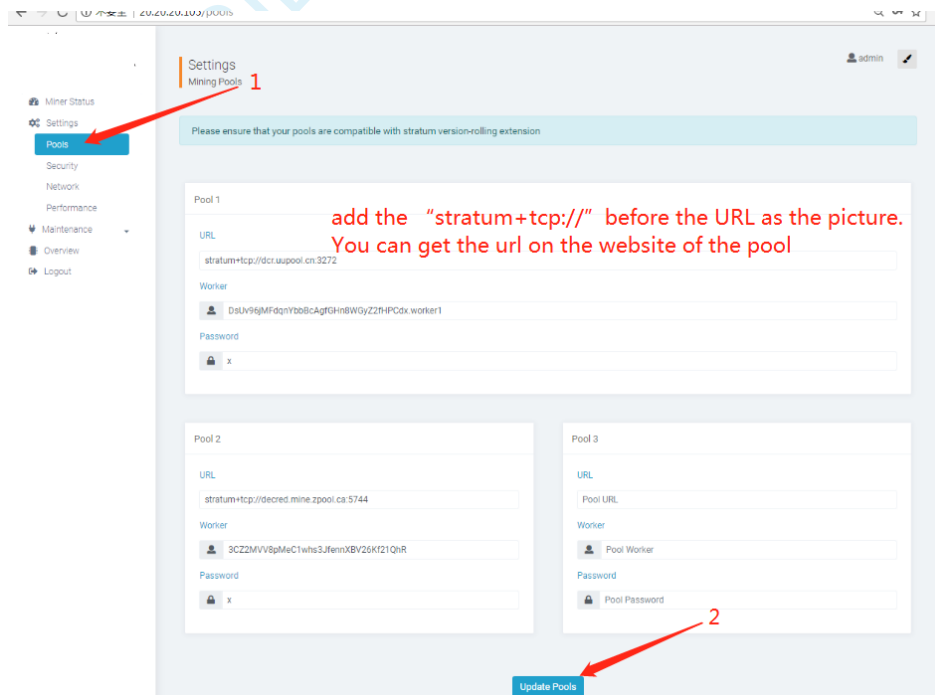 不安全 | 20.20.20.105/pools
Settings
Mining Pools
1
admin
Miner Status
Settings
Pools
Security
Network
Performance
Maintenance
Overview
Logout
Please ensure that your pools are compatible with stratum version-rolling extension
Pool 1
add the “stratum+tcp://” before the URL as the picture.
You can get the url on the website of the pool
URL
stratum+tcp://dcr.uupool.cn:3272
Worker
DsUv96jMFdqnYbbBcAgfGHn8WGyZ2fHPCdx.worker1
Password
x
Pool 2
URL
stratum+tcp://decred.mine.zpool.ca:5744
Worker
3CZ2MVV8pMeC1whs3JfennXBV26Kf21QhR
Password
x
Pool 3
URL
Pool URL
Worker
Pool Worker
Password
Pool Password
2
Update Pools